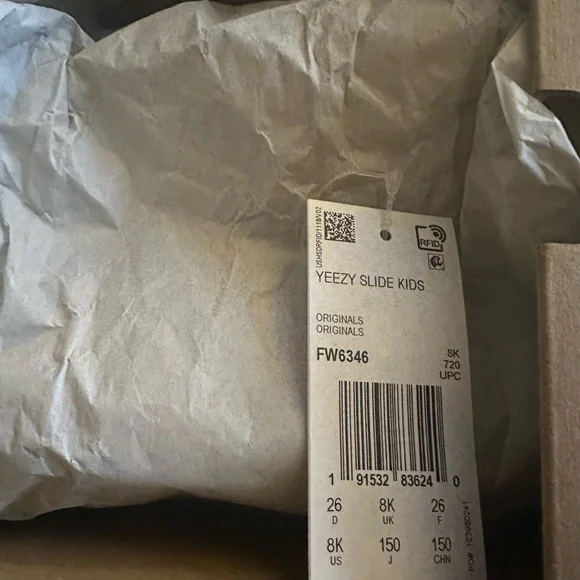 RFID
YEEZY SLIDE KIDS
ORIGINALS
ORIGINALS
FW6346
8K
720
UPC
1 91532 83624 0
26 8K 26
D UK F
8K 150 150
US J CHN